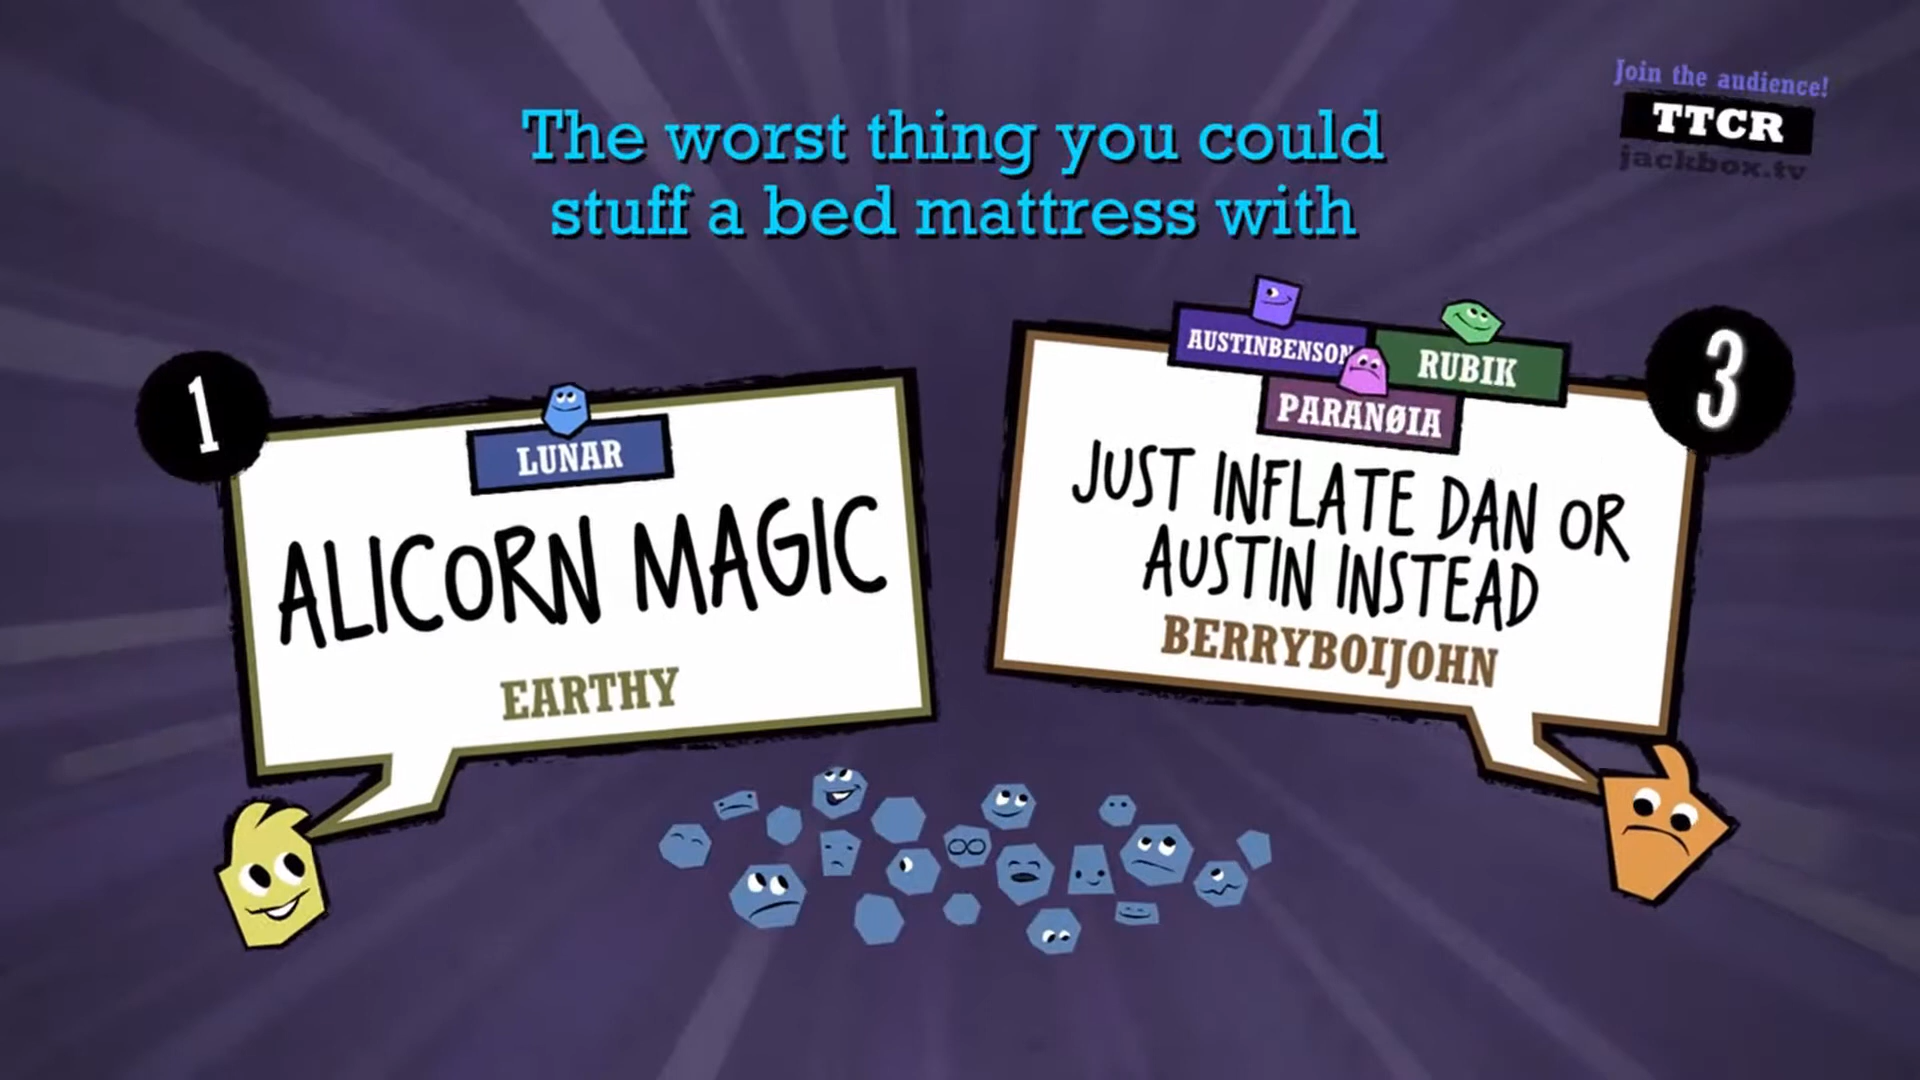 Join the audience!
TTCR
jackbox.tv
The worst thing you could
stuff a bed mattress with
1
LUNAR
ALICORN MAGIC
EARTHY
AUSTINBENSON
RUBIK
PARANØIA
3
JUST INFLATE DAN OR
AUSTIN INSTEAD
BERRYBOIJOHN